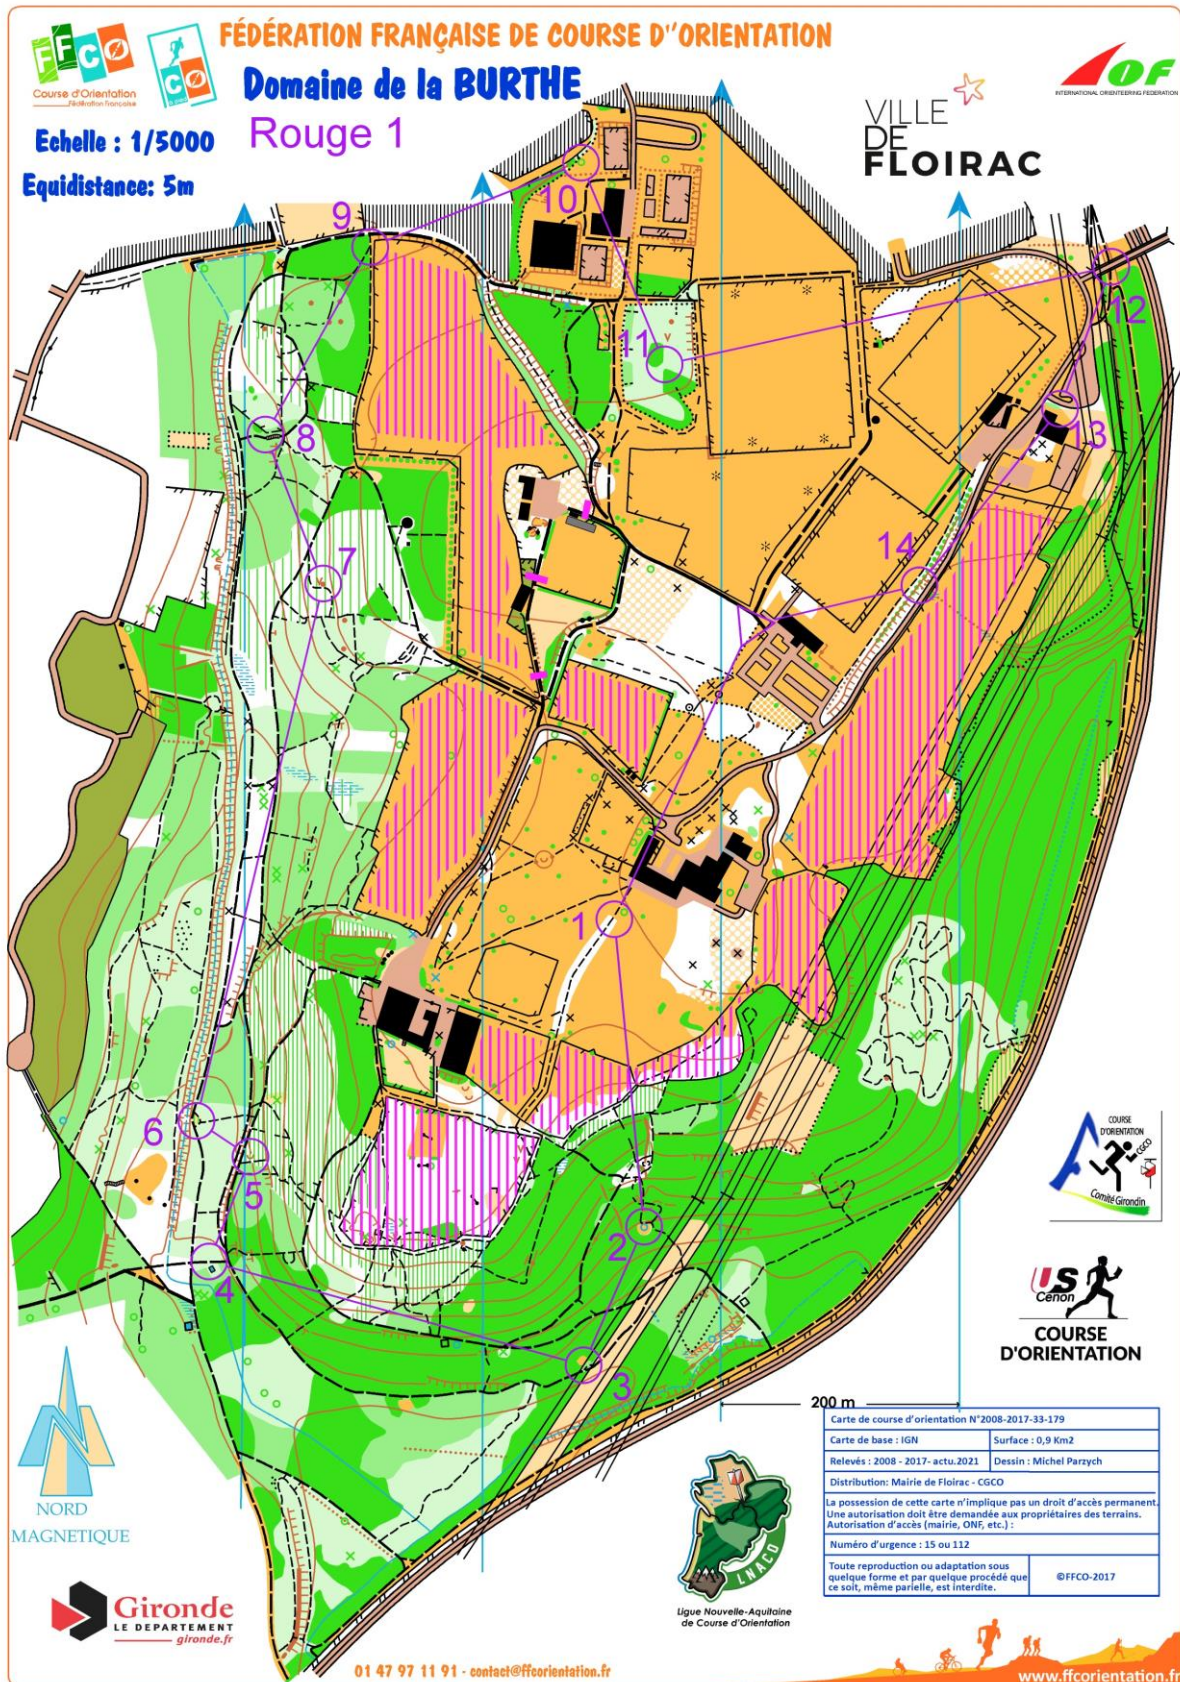 FÉDÉRATION FRANÇAISE DE COURSE D''ORIENTATION
FFCO
Course d'Orientation
Fédération Française
CO
Domaine de la BURTHE
Rouge 1
Echelle : 1/5000
Equidistance: 5m
VILLE
DE
FLOIRAC
IOF
INTERNATIONAL ORIENTEERING FEDERATION
9
10
11
12
13
8
7
14
1
6
5
2
4
3
COURSE
D'ORIENTATION
CGCO
Comité Girondin
US
Cenon
COURSE
D'ORIENTATION
200 m
NORD
MAGNETIQUE
Carte de course d'orientation N°2008-2017-33-179
Carte de base : IGN
Surface : 0,9 Km2
Relevés : 2008 - 2017- actu.2021
Dessin : Michel Parzych
Distribution: Mairie de Floirac - CGCO
La possession de cette carte n'implique pas un droit d'accès permanent.
Une autorisation doit être demandée aux propriétaires des terrains.
Autorisation d'accès (mairie, ONF, etc.) :
Numéro d'urgence : 15 ou 112
Toute reproduction ou adaptation sous
quelque forme et par quelque procédé que
ce soit, même parielle, est interdite.
©FFCO-2017
LNACO
Ligue Nouvelle-Aquitaine
de Course d'Orientation
Gironde
LE DEPARTEMENT
gironde.fr
01 47 97 11 91 - contact@ffcorientation.fr
www.ffcorientation.fr